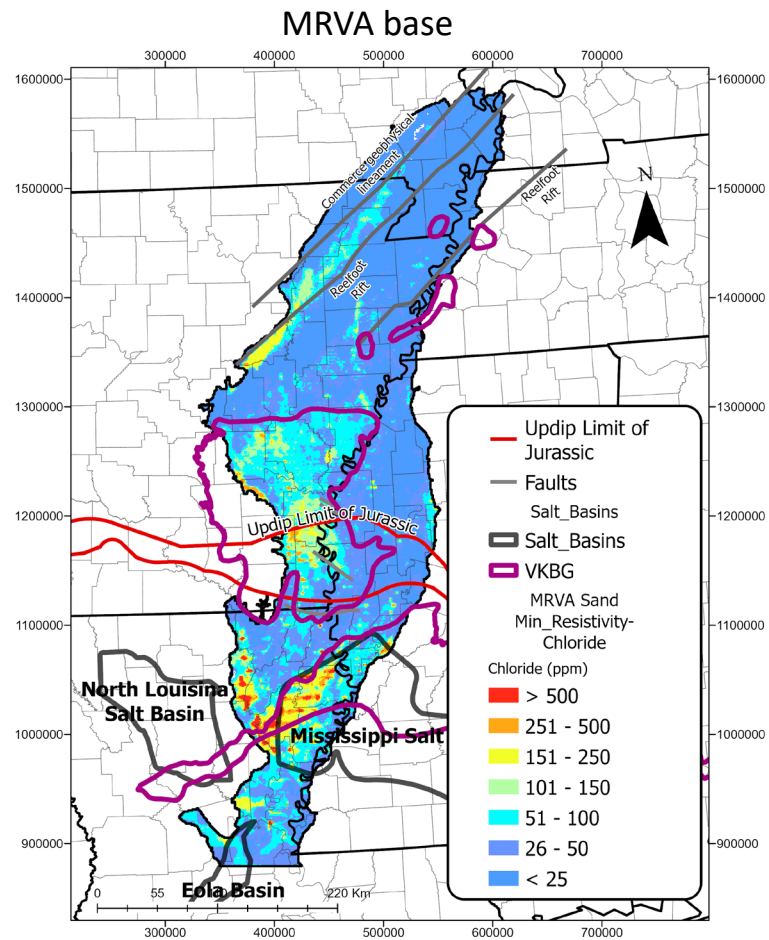 MRVA base
300000 400000 500000 600000 700000
1600000 1600000
Commerce geophysical
lineament
1500000 1500000
N
Reelfoot
Rift
Reelfoot
Rift
1400000 1400000
1300000 1300000
Updip Limit of
Jurassic
Faults
Salt_Basins
Salt_Basins
VKBG
MRVA Sand
Min_Resistivity-
Chloride
Chloride (ppm)
> 500
251 - 500
151 - 250
101 - 150
51 - 100
26 - 50
< 25
1200000 1200000
Updip Limit of Jurassic
1100000 1100000
North Louisina
Salt Basin
1000000 1000000
Mississippi Salt
900000 900000
Eola Basin
0 55 220 Km
300000 400000 500000 600000 700000